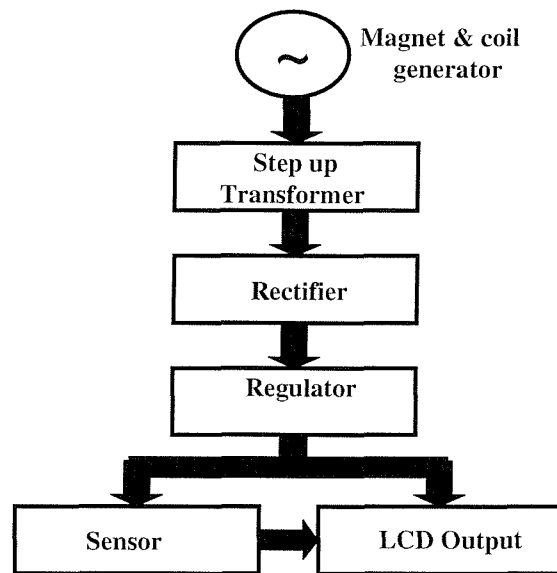 ~
Magnet & coil
generator
Step up
Transformer
Rectifier
Regulator
Sensor
LCD Output